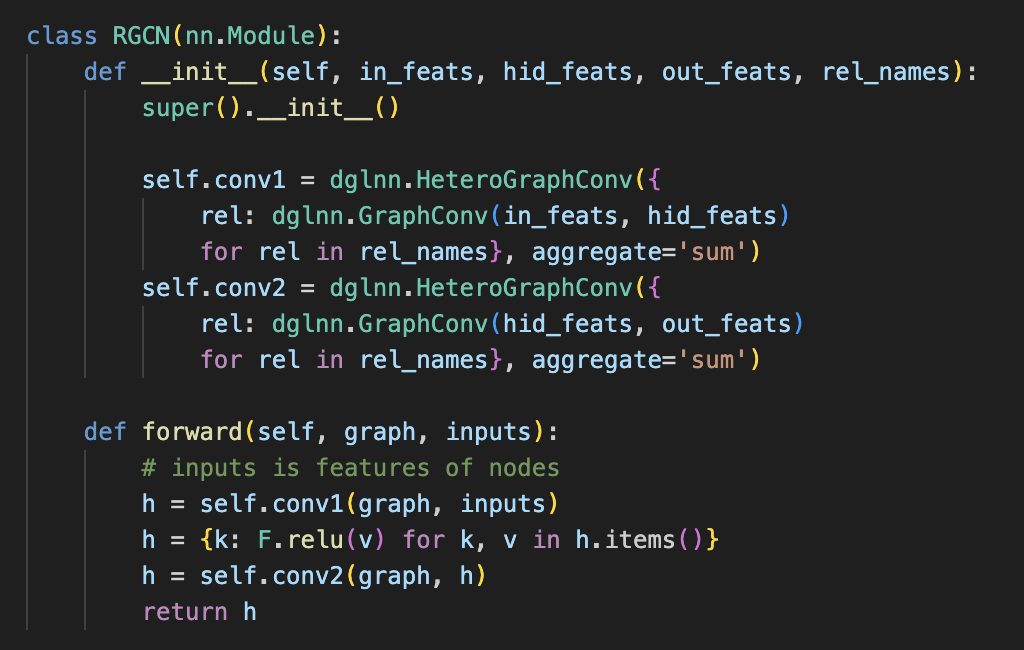 class RGCN(nn.Module):
    def __init__(self, in_feats, hid_feats, out_feats, rel_names):
        super().__init__()

        self.conv1 = dglnn.HeteroGraphConv({
            rel: dglnn.GraphConv(in_feats, hid_feats)
            for rel in rel_names}, aggregate='sum')
        self.conv2 = dglnn.HeteroGraphConv({
            rel: dglnn.GraphConv(hid_feats, out_feats)
            for rel in rel_names}, aggregate='sum')

    def forward(self, graph, inputs):
        # inputs is features of nodes
        h = self.conv1(graph, inputs)
        h = {k: F.relu(v) for k, v in h.items()}
        h = self.conv2(graph, h)
        return h